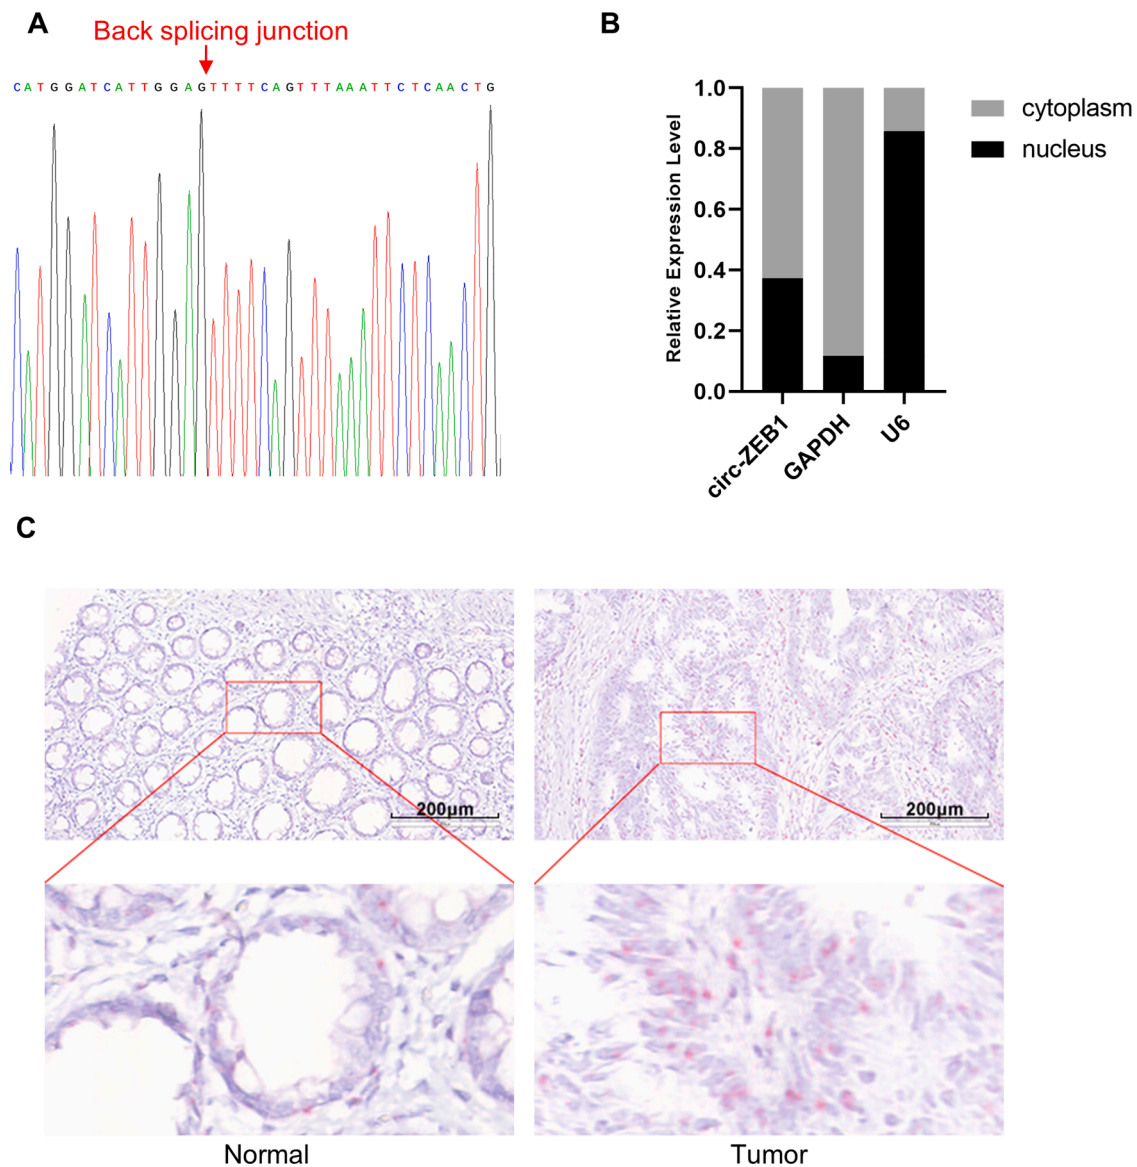 A
Back splicing junction
CATGGATCATTGGAGTTTTCAGTTTAAATTCTCAACTG
B
1.0
0.8
0.6
0.4
0.2
0.0
Relative Expression Level
circ-ZEB1
GAPDH
U6
cytoplasm
nucleus
C
200μm
200μm
Normal
Tumor